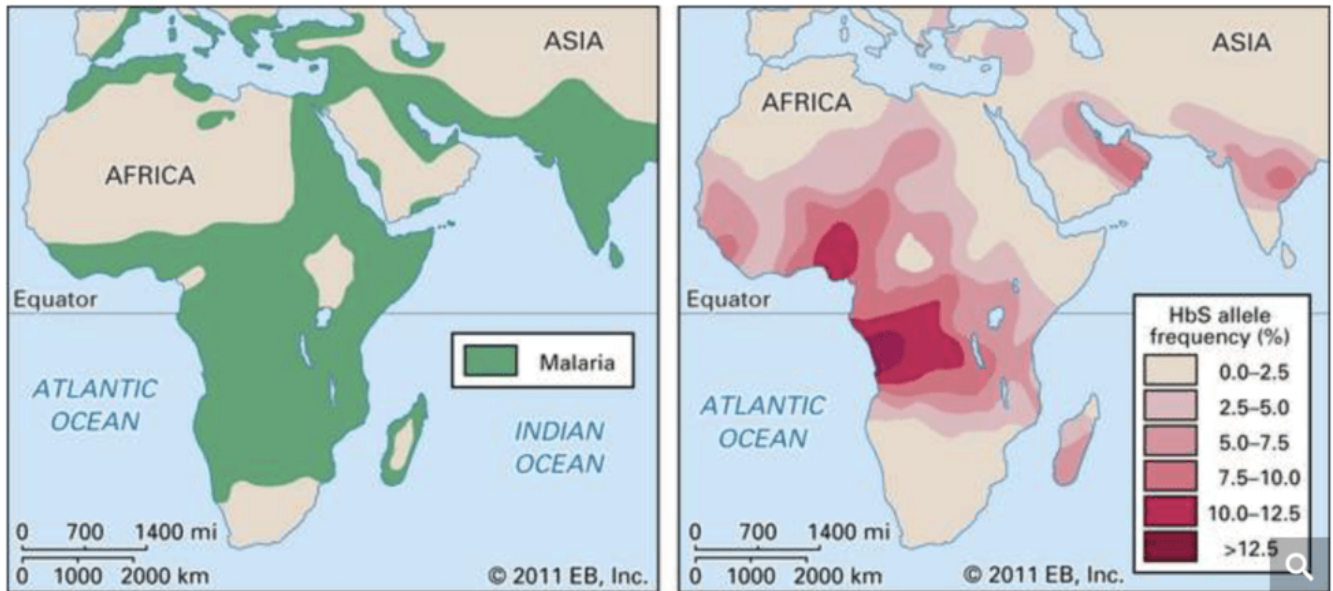 ASIA
AFRICA
Equator
Malaria
ATLANTIC
OCEAN
INDIAN
OCEAN
0 700 1400 mi
0 1000 2000 km
© 2011 EB, Inc.
ASIA
AFRICA
Equator
HbS allele
frequency (%)
0.0–2.5
2.5–5.0
5.0–7.5
7.5–10.0
10.0–12.5
>12.5
ATLANTIC
OCEAN
0 700 1400 mi
0 1000 2000 km
© 2011 EB, Inc.